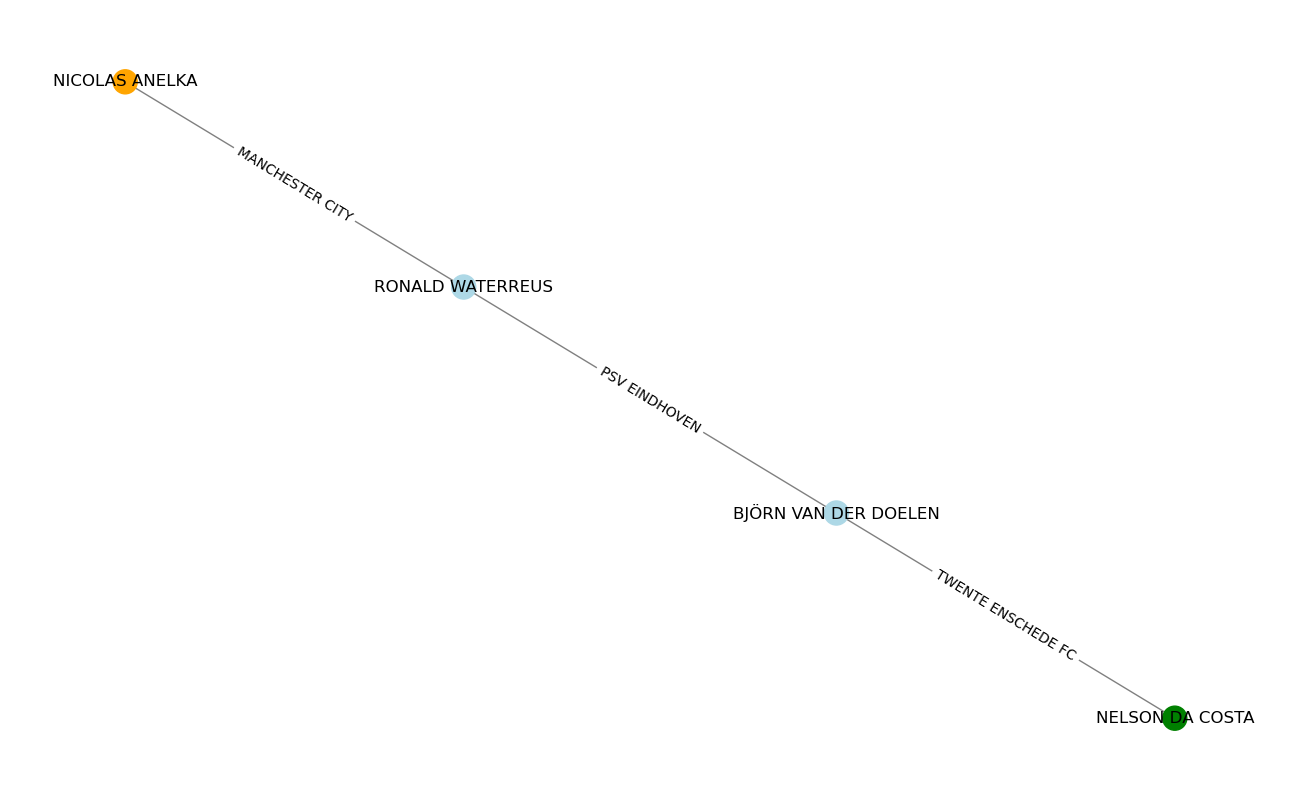 NICOLAS ANELKA
MANCHESTER CITY
RONALD WATERREUS
PSV EINDHOVEN
BJÖRN VAN DER DOELEN
TWENTE ENSCHEDE FC
NELSON DA COSTA